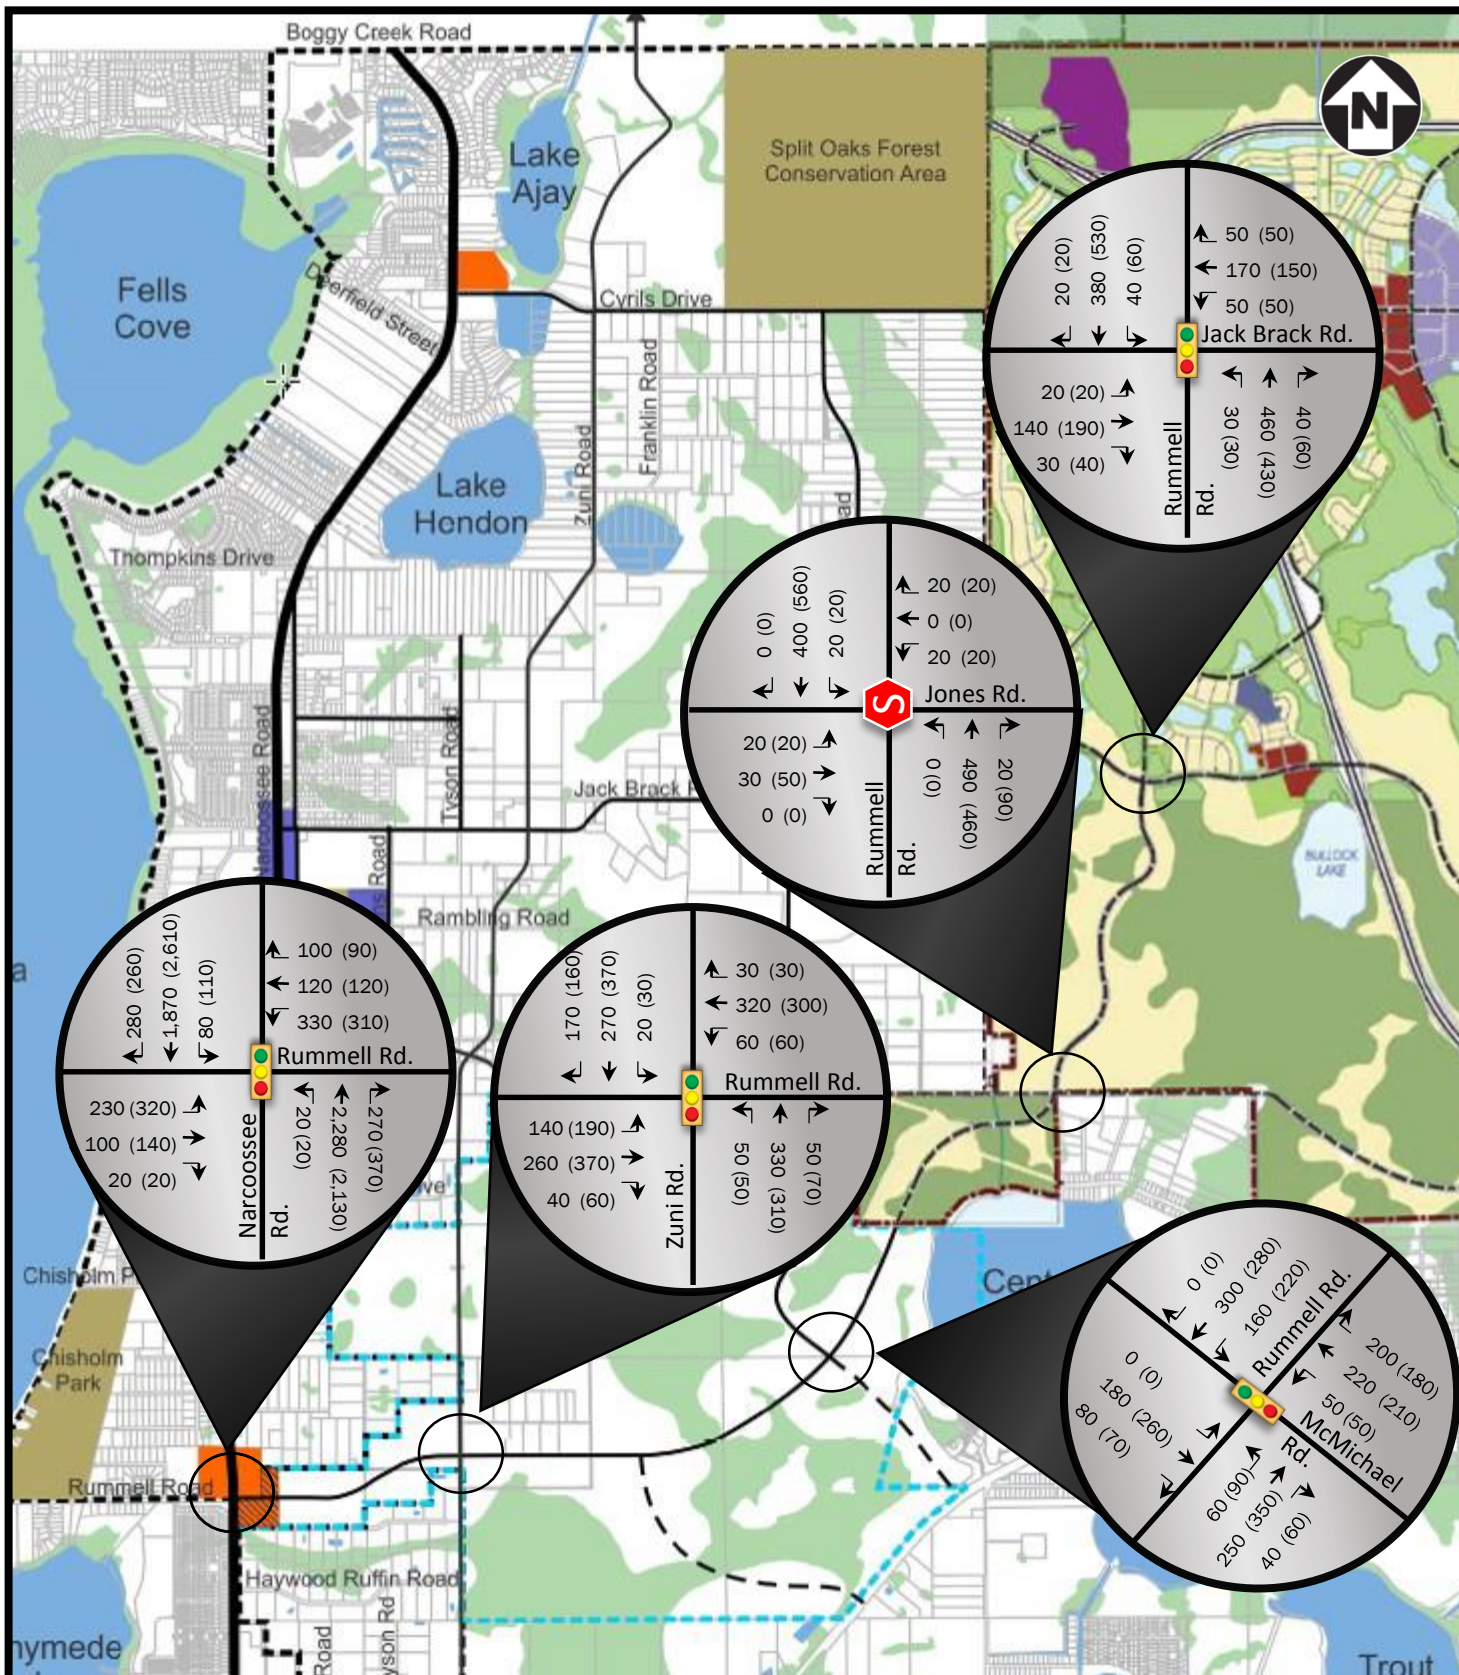 Boggy Creek Road
N
Lake
Ajay
Split Oaks Forest
Conservation Area
Fells
Cove
Deerfield Street
Cyrils Drive
Franklin Road
Zuni Road
Lake
Hendon
Thompkins Drive
20 (20)
380 (530)
40 (60)
50 (50)
170 (150)
50 (50)
Jack Brack Rd.
20 (20)
140 (190)
30 (40)
Rummell
Rd.
30 (30)
460 (430)
40 (60)
0 (0)
400 (560)
20 (20)
20 (20)
0 (0)
20 (20)
S
Jones Rd.
20 (20)
30 (50)
0 (0)
Rummell
Rd.
0 (0)
490 (460)
20 (90)
Narcoossee Road
Tyson Road
Jack Brack
Road
BULLOCK
LAKE
Rambling Road
280 (260)
1,870 (2,610)
80 (110)
100 (90)
120 (120)
330 (310)
Rummell Rd.
230 (320)
100 (140)
20 (20)
Narcoossee
Rd.
20 (20)
2,280 (2,130)
270 (370)
170 (160)
270 (370)
20 (30)
30 (30)
320 (300)
60 (60)
Rummell Rd.
140 (190)
260 (370)
40 (60)
Zuni Rd.
50 (50)
330 (310)
50 (70)
0 (0)
300 (280)
160 (220)
Rummell Rd.
200 (180)
220 (210)
50 (50)
McMichael
Rd.
0 (0)
180 (260)
80 (70)
60 (90)
250 (350)
40 (60)
Cent
Chisholm P
Chisholm
Park
Rummell Road
Haywood Ruffin Road
Road
yson Rd
nymede
Trout